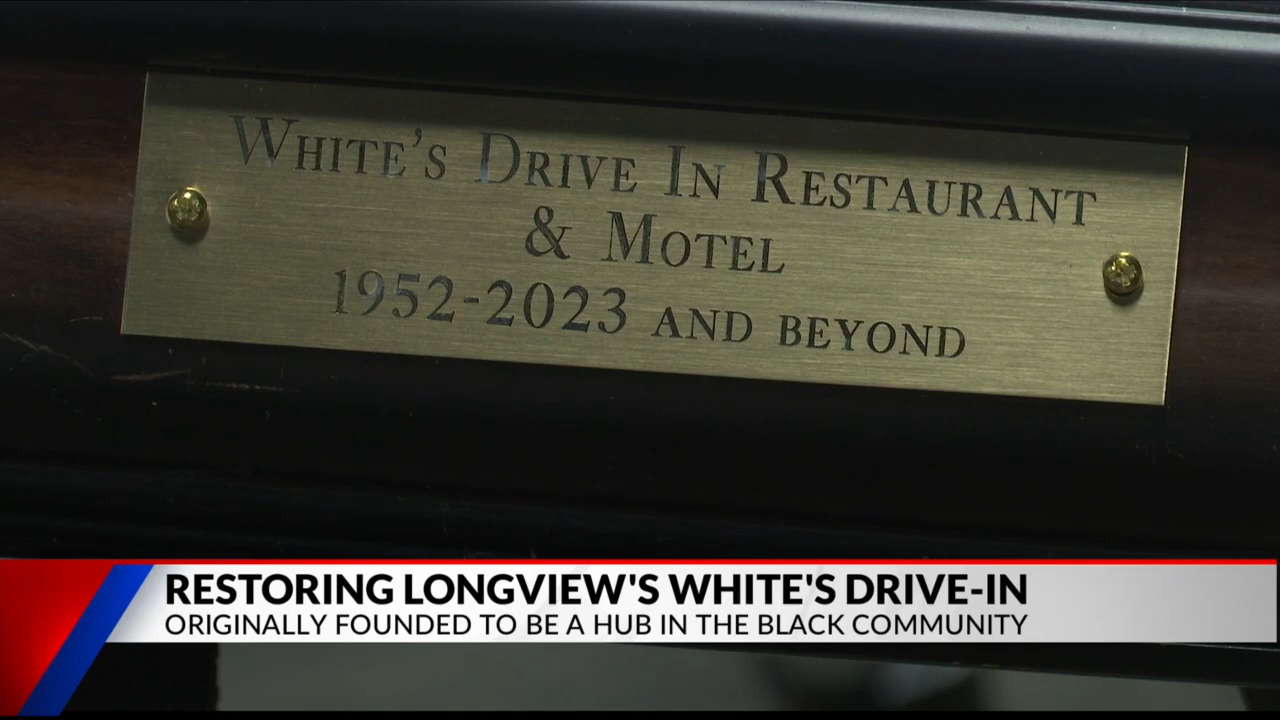 White's Drive In Restaurant
& Motel
1952-2023 and beyond
RESTORING LONGVIEW'S WHITE'S DRIVE-IN
ORIGINALLY FOUNDED TO BE A HUB IN THE BLACK COMMUNITY